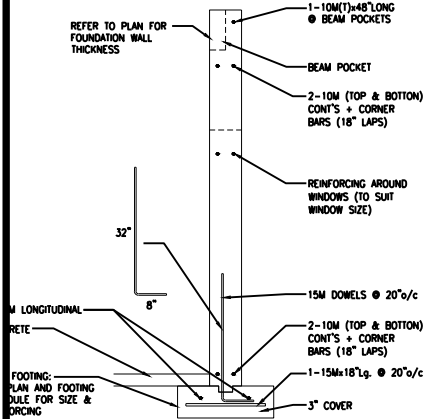 1-10M(T)x48"LONG
@ BEAM POCKETS
REFER TO PLAN FOR
FOUNDATION WALL
THICKNESS
BEAM POCKET
2-10M (TOP & BOTTON)
CONT'S + CORNER
BARS (18" LAPS)
REINFORCING AROUND
WINDOWS (TO SUIT
WINDOW SIZE)
32"
8"
15M DOWELS @ 20"o/c
M LONGITUDINAL
RETE
2-10M (TOP & BOTTON)
CONT'S + CORNER
BARS (18" LAPS)
1-15Mx18"Lg. @ 20"o/c
FOOTING:
PLAN AND FOOTING
DULE FOR SIZE &
ORCING
3" COVER